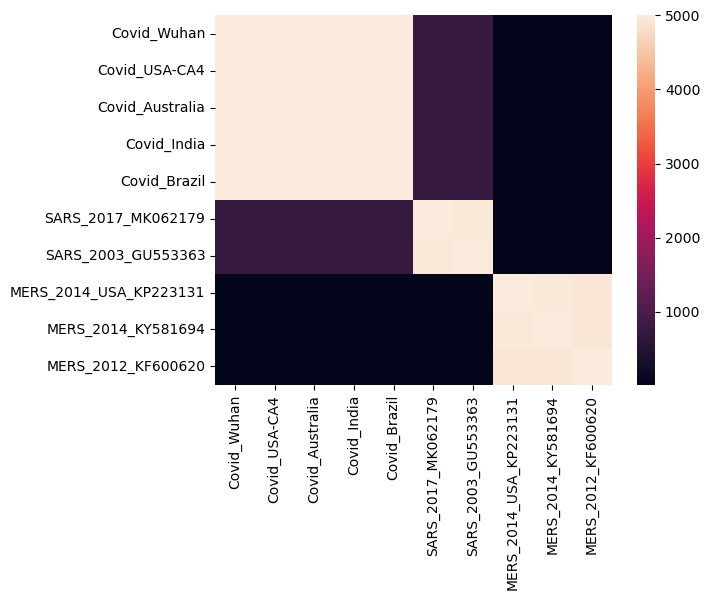 Covid_Wuhan
Covid_USA-CA4
Covid_Australia
Covid_India
Covid_Brazil
SARS_2017_MK062179
SARS_2003_GU553363
MERS_2014_USA_KP223131
MERS_2014_KY581694
MERS_2012_KF600620
Covid_Wuhan
Covid_USA-CA4
Covid_Australia
Covid_India
Covid_Brazil
SARS_2017_MK062179
SARS_2003_GU553363
MERS_2014_USA_KP223131
MERS_2014_KY581694
MERS_2012_KF600620
5000
4000
3000
2000
1000